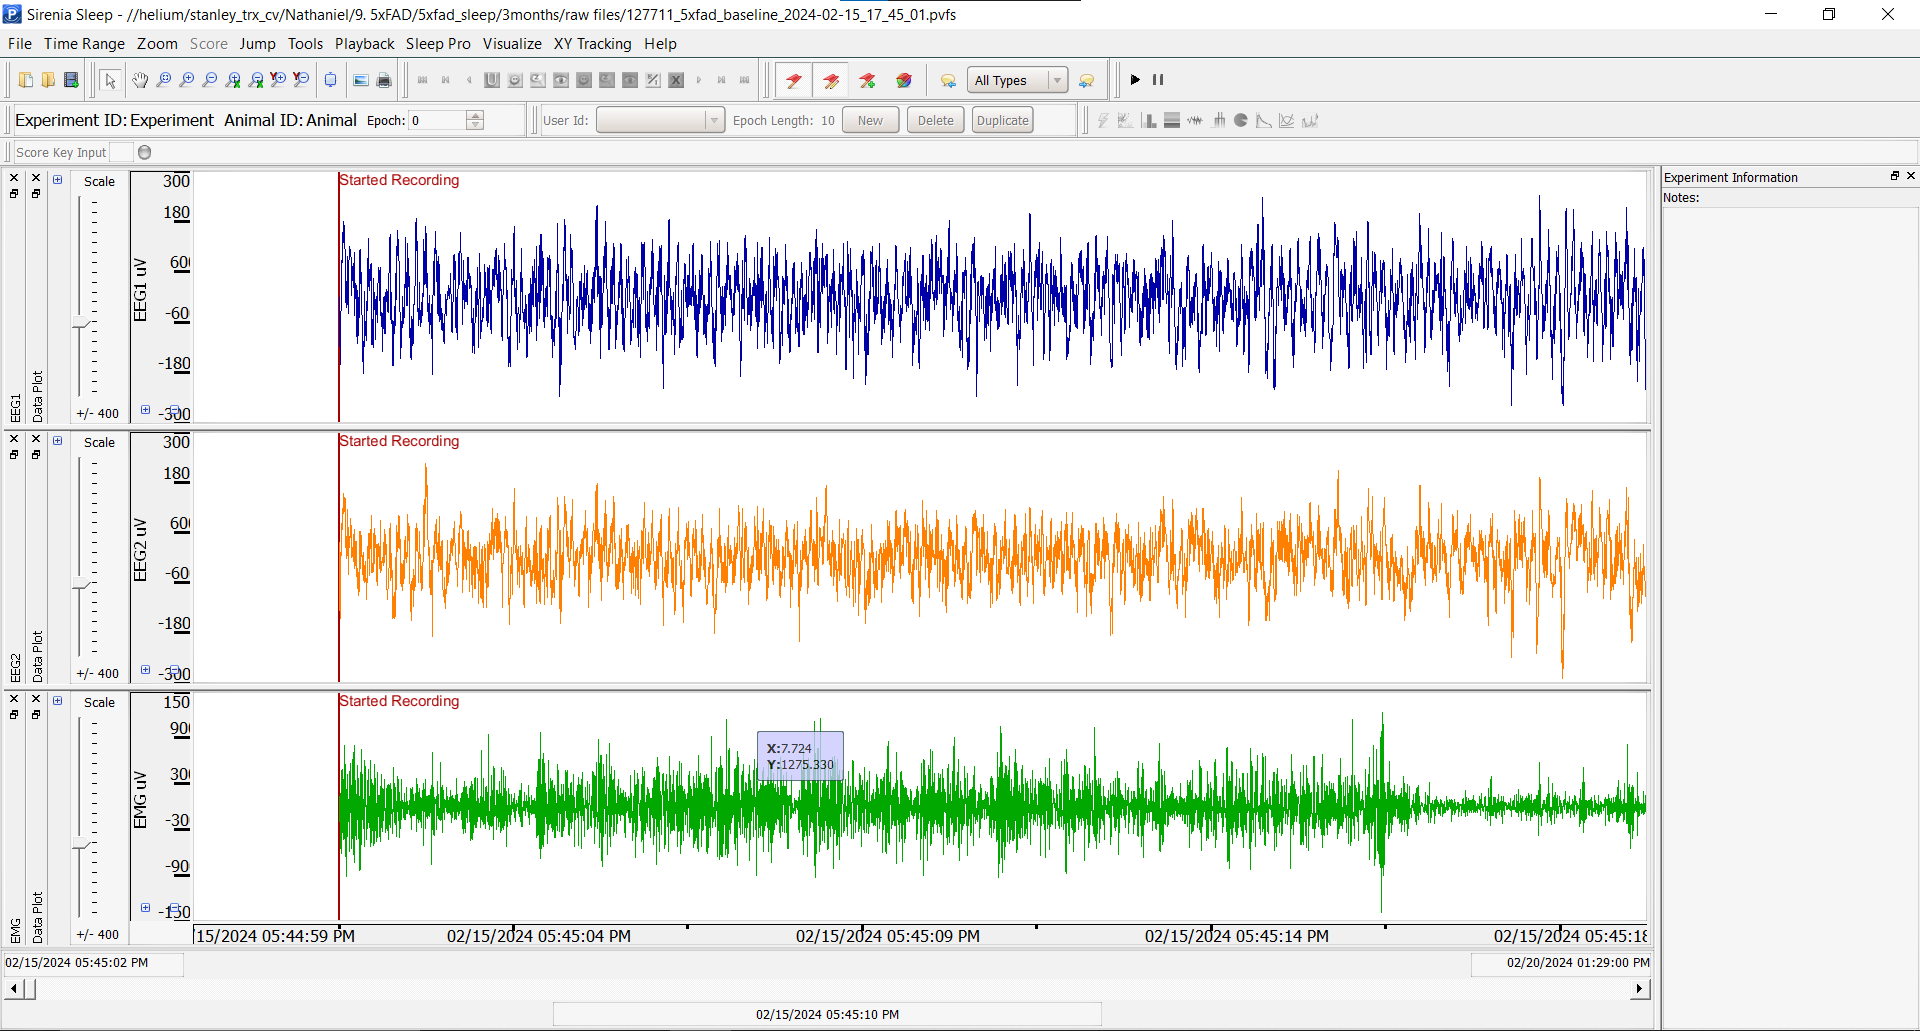 Sirenia Sleep - //helium/stanley_trx_cv/Nathaniel/9. 5xFAD/5xfad_sleep/3months/raw files/127711_5xfad_baseline_2024-02-15_17_45_01.pvfs
File Time Range Zoom Score Jump Tools Playback Sleep Pro Visualize XY Tracking Help
All Types
Experiment ID: Experiment Animal ID: Animal Epoch: 0 User Id: Epoch Length: 10 New Delete Duplicate
Score Key Input
Experiment Information
Notes:
Scale
+/- 400
EEG1
Data Plot
EEG1 uV
300
180
60
-60
-180
-300
Started Recording
Scale
+/- 400
EEG2
Data Plot
EEG2 uV
300
180
60
-60
-180
-300
Started Recording
Scale
+/- 400
EMG
Data Plot
EMG uV
150
90
30
-30
-90
-150
Started Recording
X:7.724
Y:1275.330
/15/2024 05:44:59 PM 02/15/2024 05:45:04 PM 02/15/2024 05:45:09 PM 02/15/2024 05:45:14 PM 02/15/2024 05:45:18
02/15/2024 05:45:02 PM 02/20/2024 01:29:00 PM
02/15/2024 05:45:10 PM